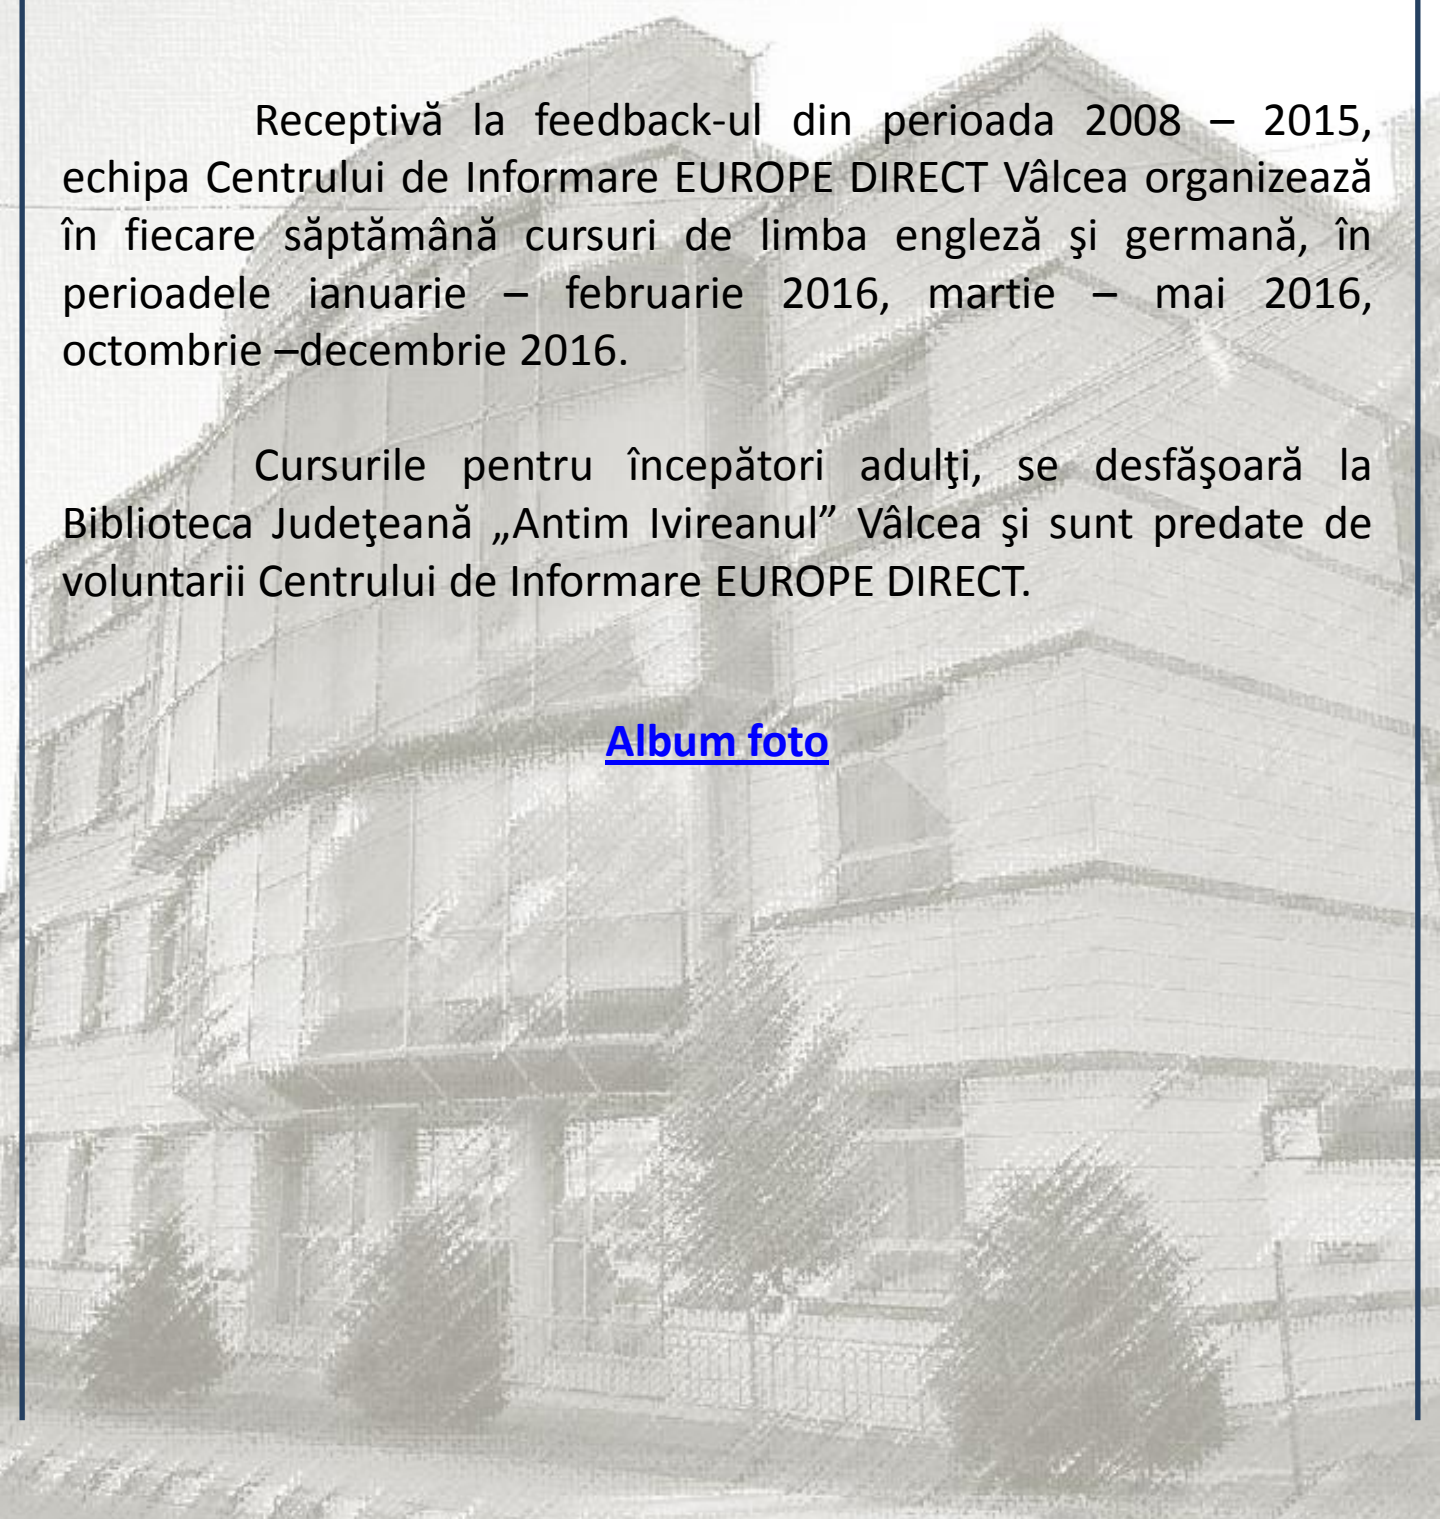 Receptivă la feedback-ul din perioada 2008 – 2015,
echipa Centrului de Informare EUROPE DIRECT Vâlcea organizează
în fiecare săptămână cursuri de limba engleză şi germană, în
perioadele ianuarie – februarie 2016, martie – mai 2016,
octombrie –decembrie 2016.
Cursurile pentru începători adulţi, se desfăşoară la
Biblioteca Judeţeană „Antim Ivireanul” Vâlcea şi sunt predate de
voluntarii Centrului de Informare EUROPE DIRECT.
Album foto